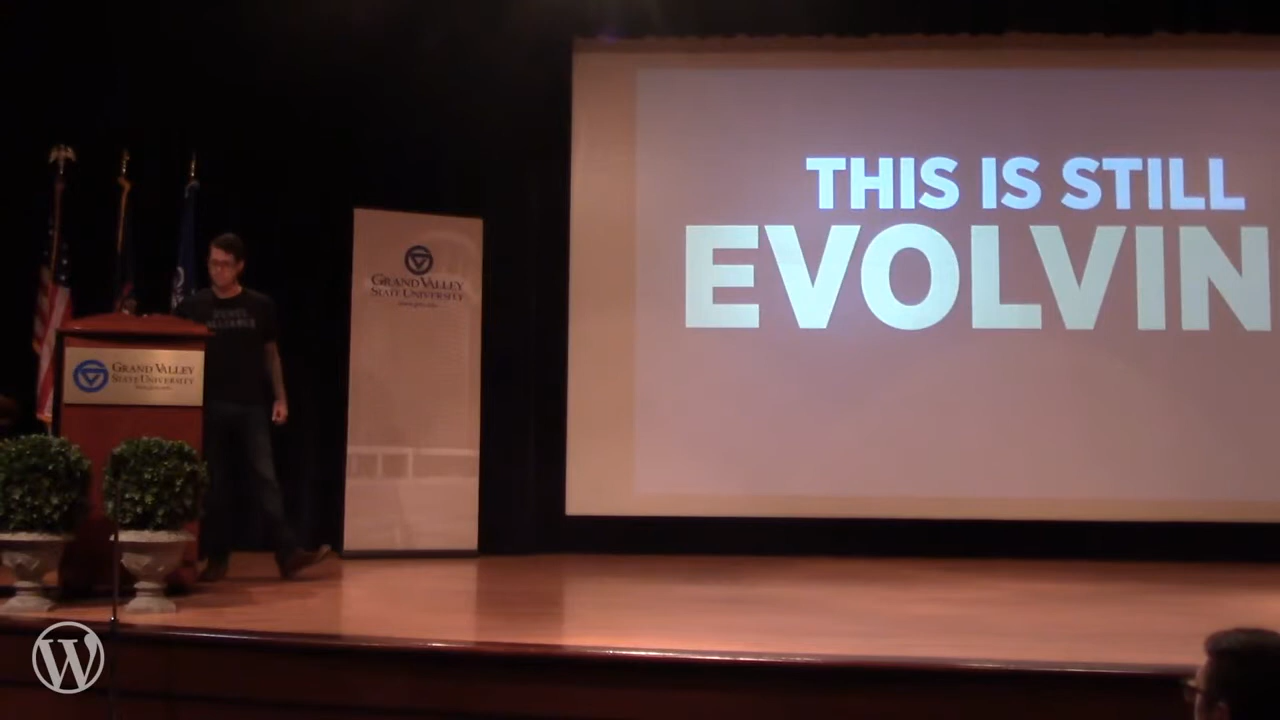 THIS IS STILL
EVOLVIN
GRAND VALLEY
STATE UNIVERSITY
GRAND VALLEY
STATE UNIVERSITY
W